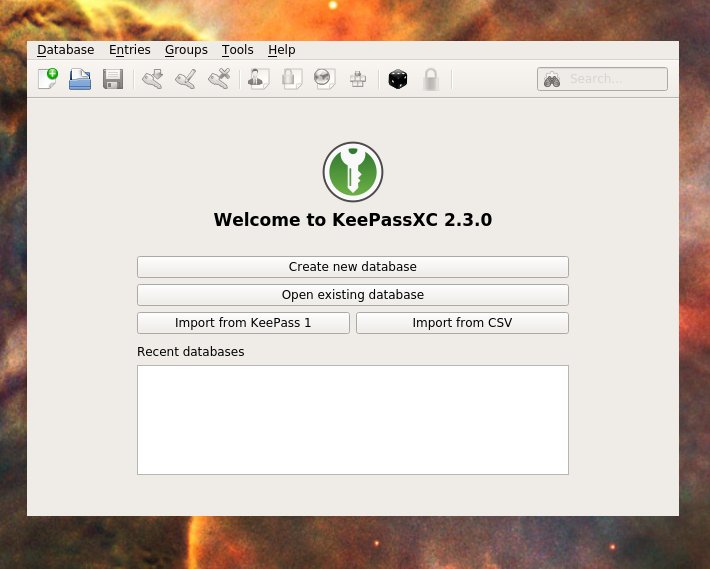 Database Entries Groups Tools Help
Search...
Welcome to KeePassXC 2.3.0
Create new database
Open existing database
Import from KeePass 1 Import from CSV
Recent databases